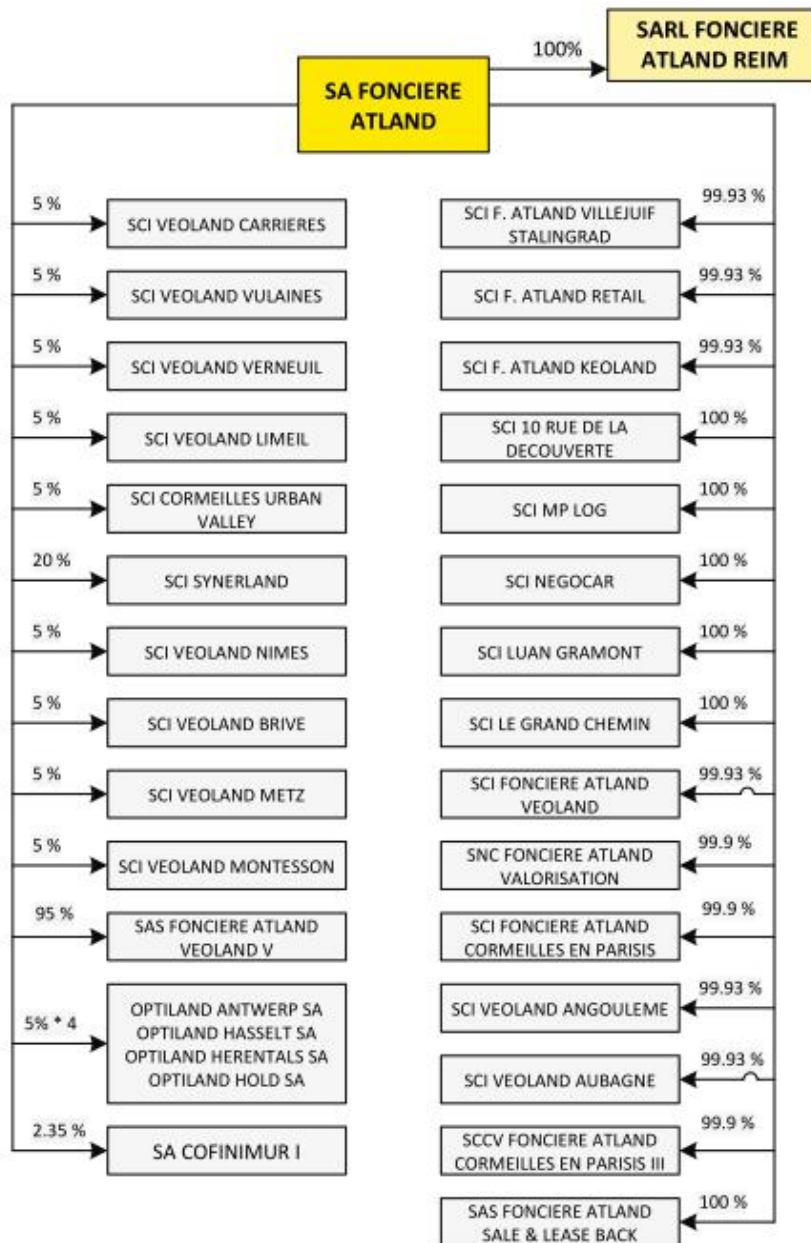 SARL FONCIERE
ATLAND REIM
100%
SA FONCIERE
ATLAND
5 %
SCI VEOLAND CARRIERES
5 %
SCI VEOLAND VULAINES
5 %
SCI VEOLAND VERNEUIL
5 %
SCI VEOLAND LIMEIL
5 %
SCI CORMEILLES URBAN
VALLEY
20 %
SCI SYNERLAND
5 %
SCI VEOLAND NIMES
5 %
SCI VEOLAND BRIVE
5 %
SCI VEOLAND METZ
5 %
SCI VEOLAND MONTESSON
95 %
SAS FONCIERE ATLAND
VEOLAND V
5% * 4
OPTILAND ANTWERP SA
OPTILAND HASSELT SA
OPTILAND HERENTALS SA
OPTILAND HOLD SA
2.35 %
SA COFINIMUR I
99.93 %
SCI F. ATLAND VILLEJUIF
STALINGRAD
99.93 %
SCI F. ATLAND RETAIL
99.93 %
SCI F. ATLAND KEOLAND
100 %
SCI 10 RUE DE LA
DECOUVERTE
100 %
SCI MP LOG
100 %
SCI NEGOCAR
100 %
SCI LUAN GRAMONT
100 %
SCI LE GRAND CHEMIN
99.93 %
SCI FONCIERE ATLAND
VEOLAND
99.9 %
SNC FONCIERE ATLAND
VALORISATION
99.9 %
SCI FONCIERE ATLAND
CORMEILLES EN PARISIS
99.93 %
SCI VEOLAND ANGOULEME
99.93 %
SCI VEOLAND AUBAGNE
99.9 %
SCCV FONCIERE ATLAND
CORMEILLES EN PARISIS III
100 %
SAS FONCIERE ATLAND
SALE & LEASE BACK